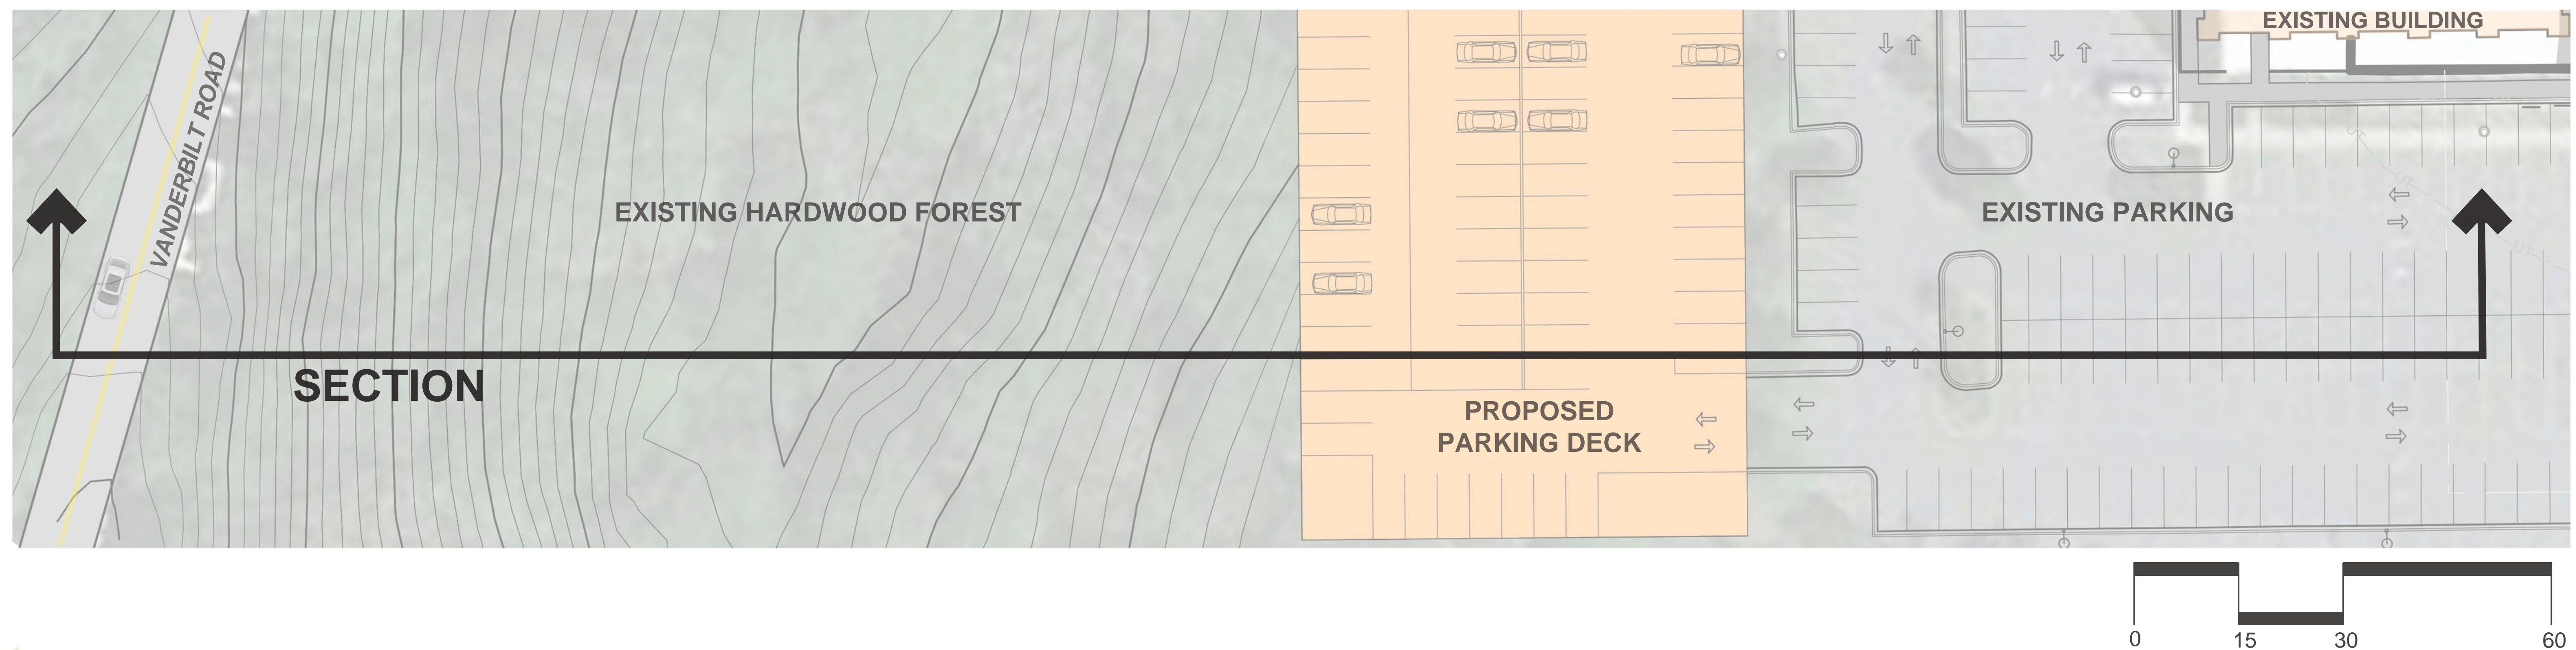 EXISTING BUILDING
VANDERBILT ROAD
EXISTING HARDWOOD FOREST
EXISTING PARKING
SECTION
PROPOSED
PARKING DECK
0 15 30 60